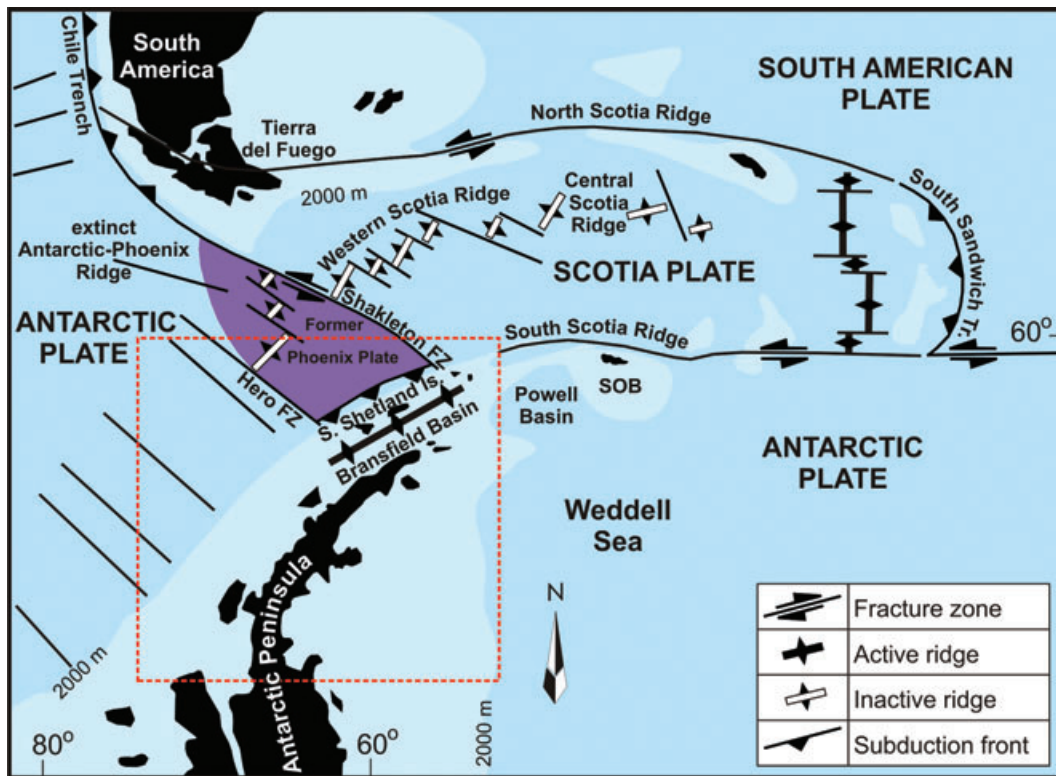 Chile Trench
South
America
SOUTH AMERICAN
PLATE
North Scotia Ridge
Tierra
del Fuego
2000 m
Central
Scotia
Ridge
Western Scotia Ridge
South Sandwich Tr.
extinct
Antarctic-Phoenix
Ridge
SCOTIA PLATE
Shakleton FZ
ANTARCTIC
PLATE
Former
Phoenix Plate
South Scotia Ridge
60º
Hero FZ
S. Shetland Is.
Bransfield Basin
SOB
Powell
Basin
ANTARCTIC
PLATE
Weddell
Sea
Antarctic Peninsula
N
2000 m
2000 m
80º
60º
Fracture zone
Active ridge
Inactive ridge
Subduction front